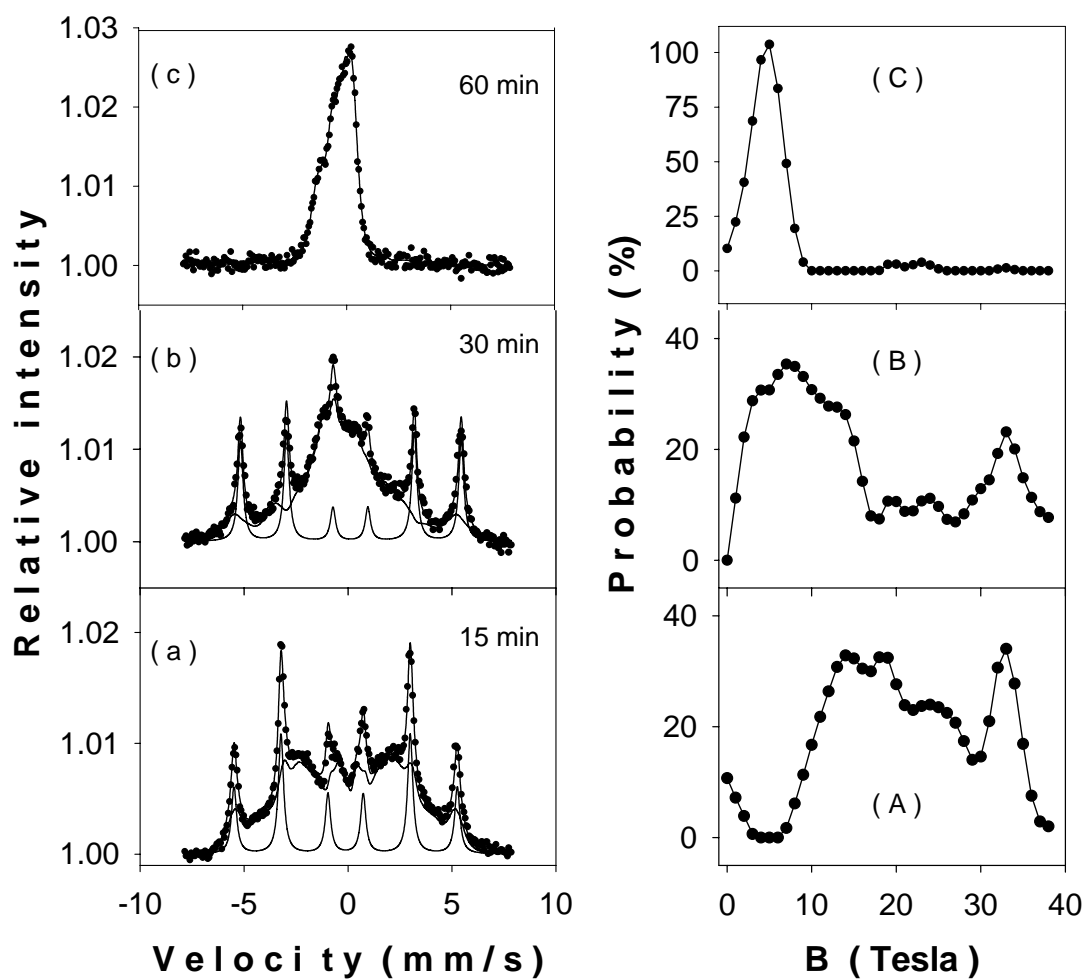 Relative intensity
1.03
1.02
1.01
1.00
( c )
60 min
1.02
1.01
1.00
( b )
30 min
1.02
1.01
1.00
( a )
15 min
-10 -5 0 5 10
Velocity (mm/s)
Probability (%)
100
75
50
25
0
( C )
40
20
0
( B )
40
20
0
( A )
0 10 20 30 40
B (Tesla)